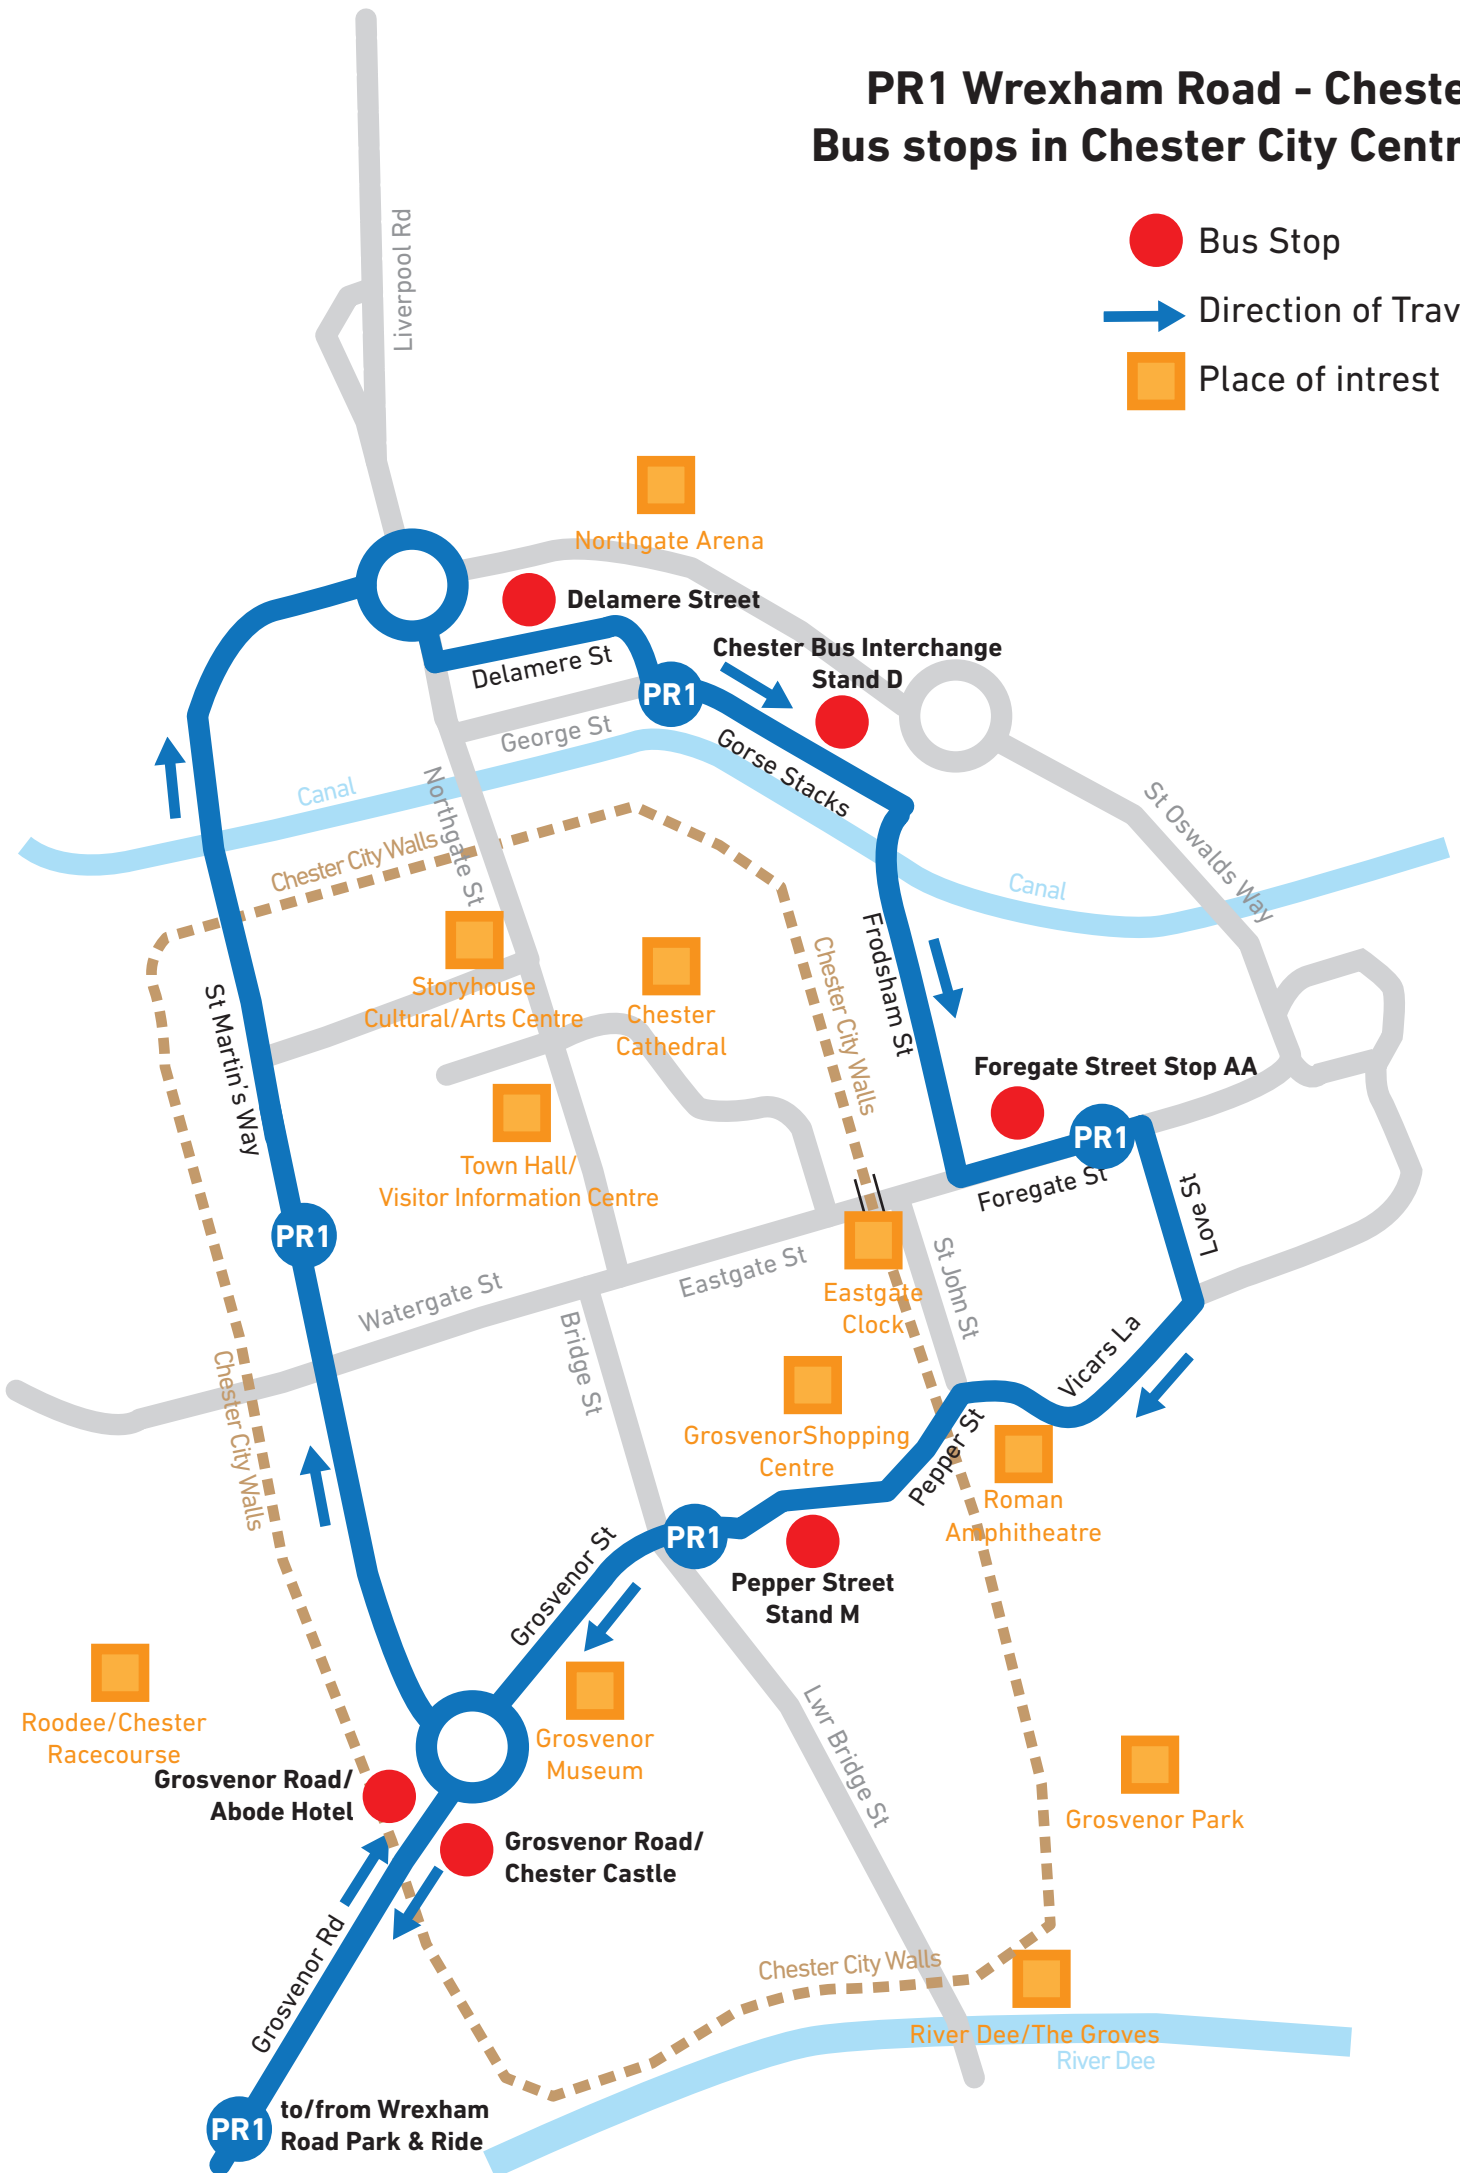 PR1 Wrexham Road - Cheste
Bus stops in Chester City Centr
Bus Stop
Direction of Trav
Place of intrest
Liverpool Rd
Northgate Arena
Delamere Street
Delamere St
Chester Bus Interchange
Stand D
PR1
George St
Gorse Stacks
Canal
Northgate St
Chester City Walls
St Oswalds Way
Canal
Frodsham St
Chester City Walls
Storyhouse
Cultural/Arts Centre
Chester
Cathedral
St Martin's Way
Foregate Street Stop AA
PR1
Foregate St
Love St
Town Hall/
Visitor Information Centre
PR1
Eastgate St
Watergate St
Eastgate
Clock
St John St
Bridge St
Vicars La
Chester City Walls
GrosvenorShopping
Centre
Pepper St
Roman
Amphitheatre
PR1
Grosvenor St
Pepper Street
Stand M
Roodee/Chester
Racecourse
Grosvenor
Museum
Lwr Bridge St
Grosvenor Road/
Abode Hotel
Grosvenor Park
Grosvenor Road/
Chester Castle
Grosvenor Rd
Chester City Walls
River Dee/The Groves
River Dee
PR1
to/from Wrexham
Road Park & Ride